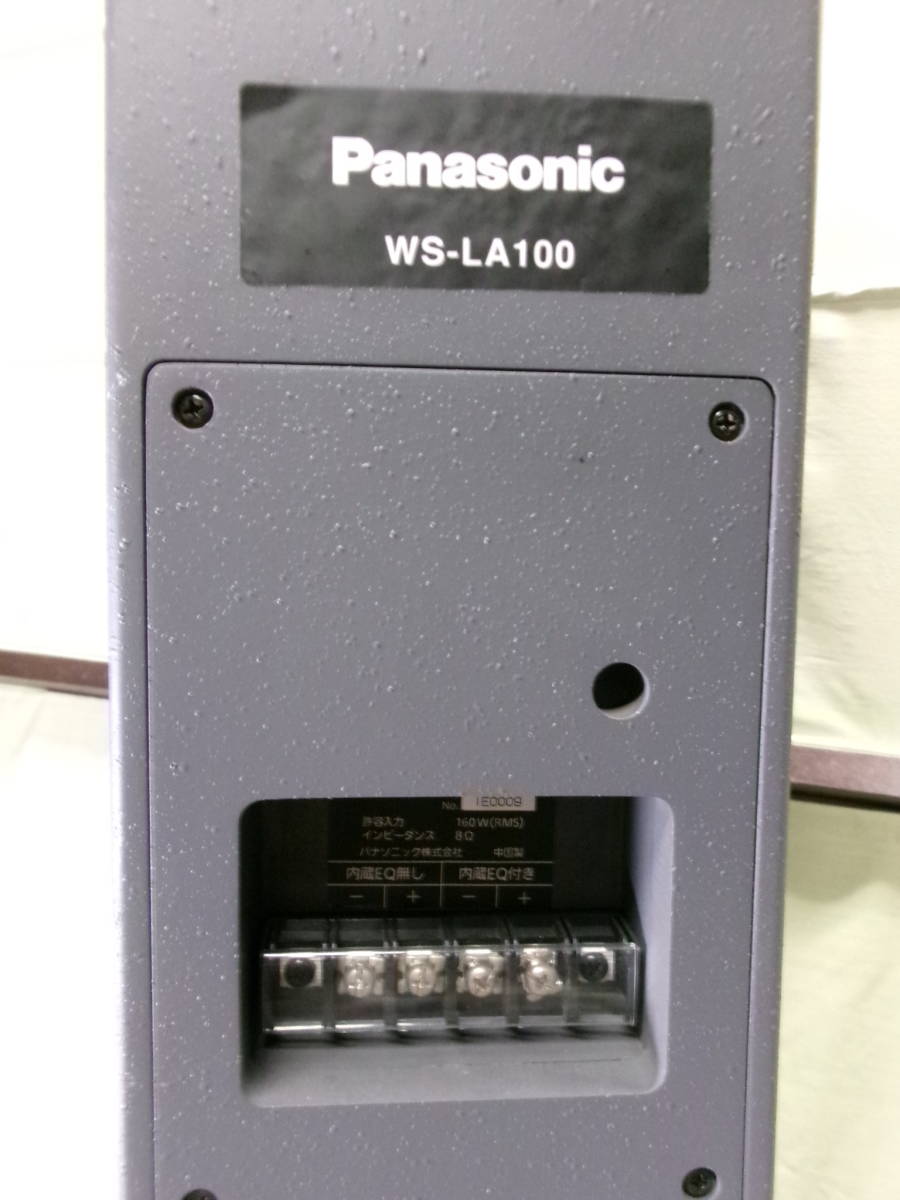 Panasonic
WS-LA100
No. 1E0009
許容入力 160W(RMS)
インピーダンス 8Ω
パナソニック株式会社 中国製
内蔵EQ無し 内蔵EQ付き
− + − +